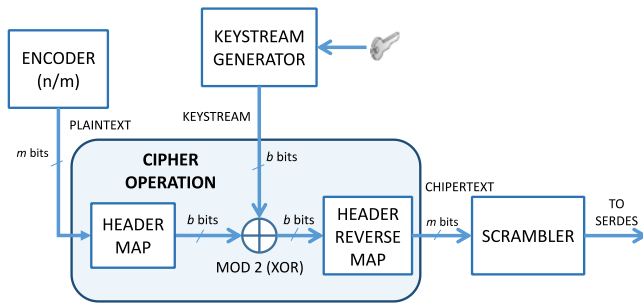 ENCODER
(n/m)
KEYSTREAM
GENERATOR
PLAINTEXT
KEYSTREAM
m bits
CIPHER
OPERATION
b bits
CHIPERTEXT
HEADER
MAP
b bits
MOD 2 (XOR)
b bits
HEADER
REVERSE
MAP
m bits
SCRAMBLER
TO
SERDES